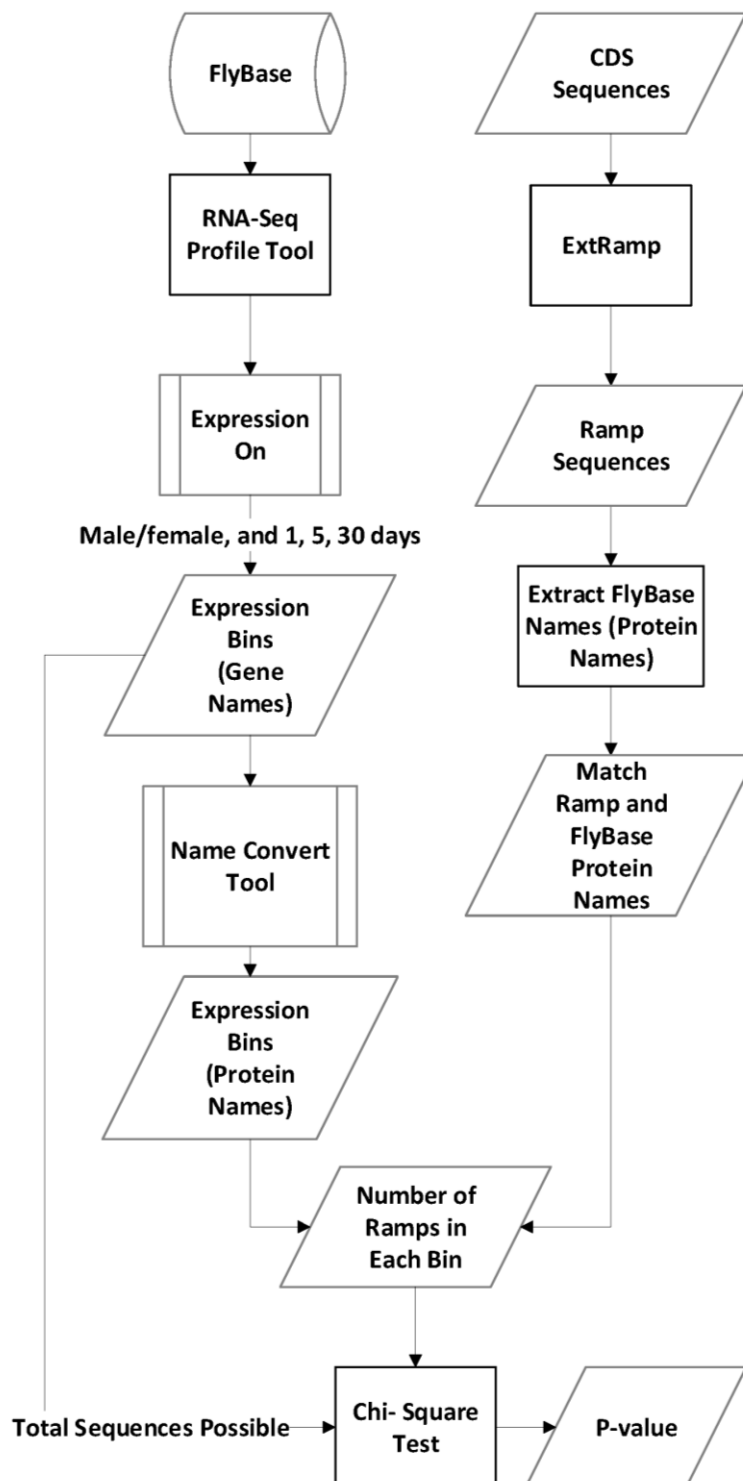 FlyBase
RNA-Seq
Profile Tool
Expression
On
Male/female, and 1, 5, 30 days
Expression
Bins
(Gene
Names)
Name Convert
Tool
Expression
Bins
(Protein
Names)
CDS
Sequences
ExtRamp
Ramp
Sequences
Extract FlyBase
Names (Protein
Names)
Match
Ramp and
FlyBase
Protein
Names
Number of
Ramps in
Each Bin
Total Sequences Possible
Chi- Square
Test
P-value